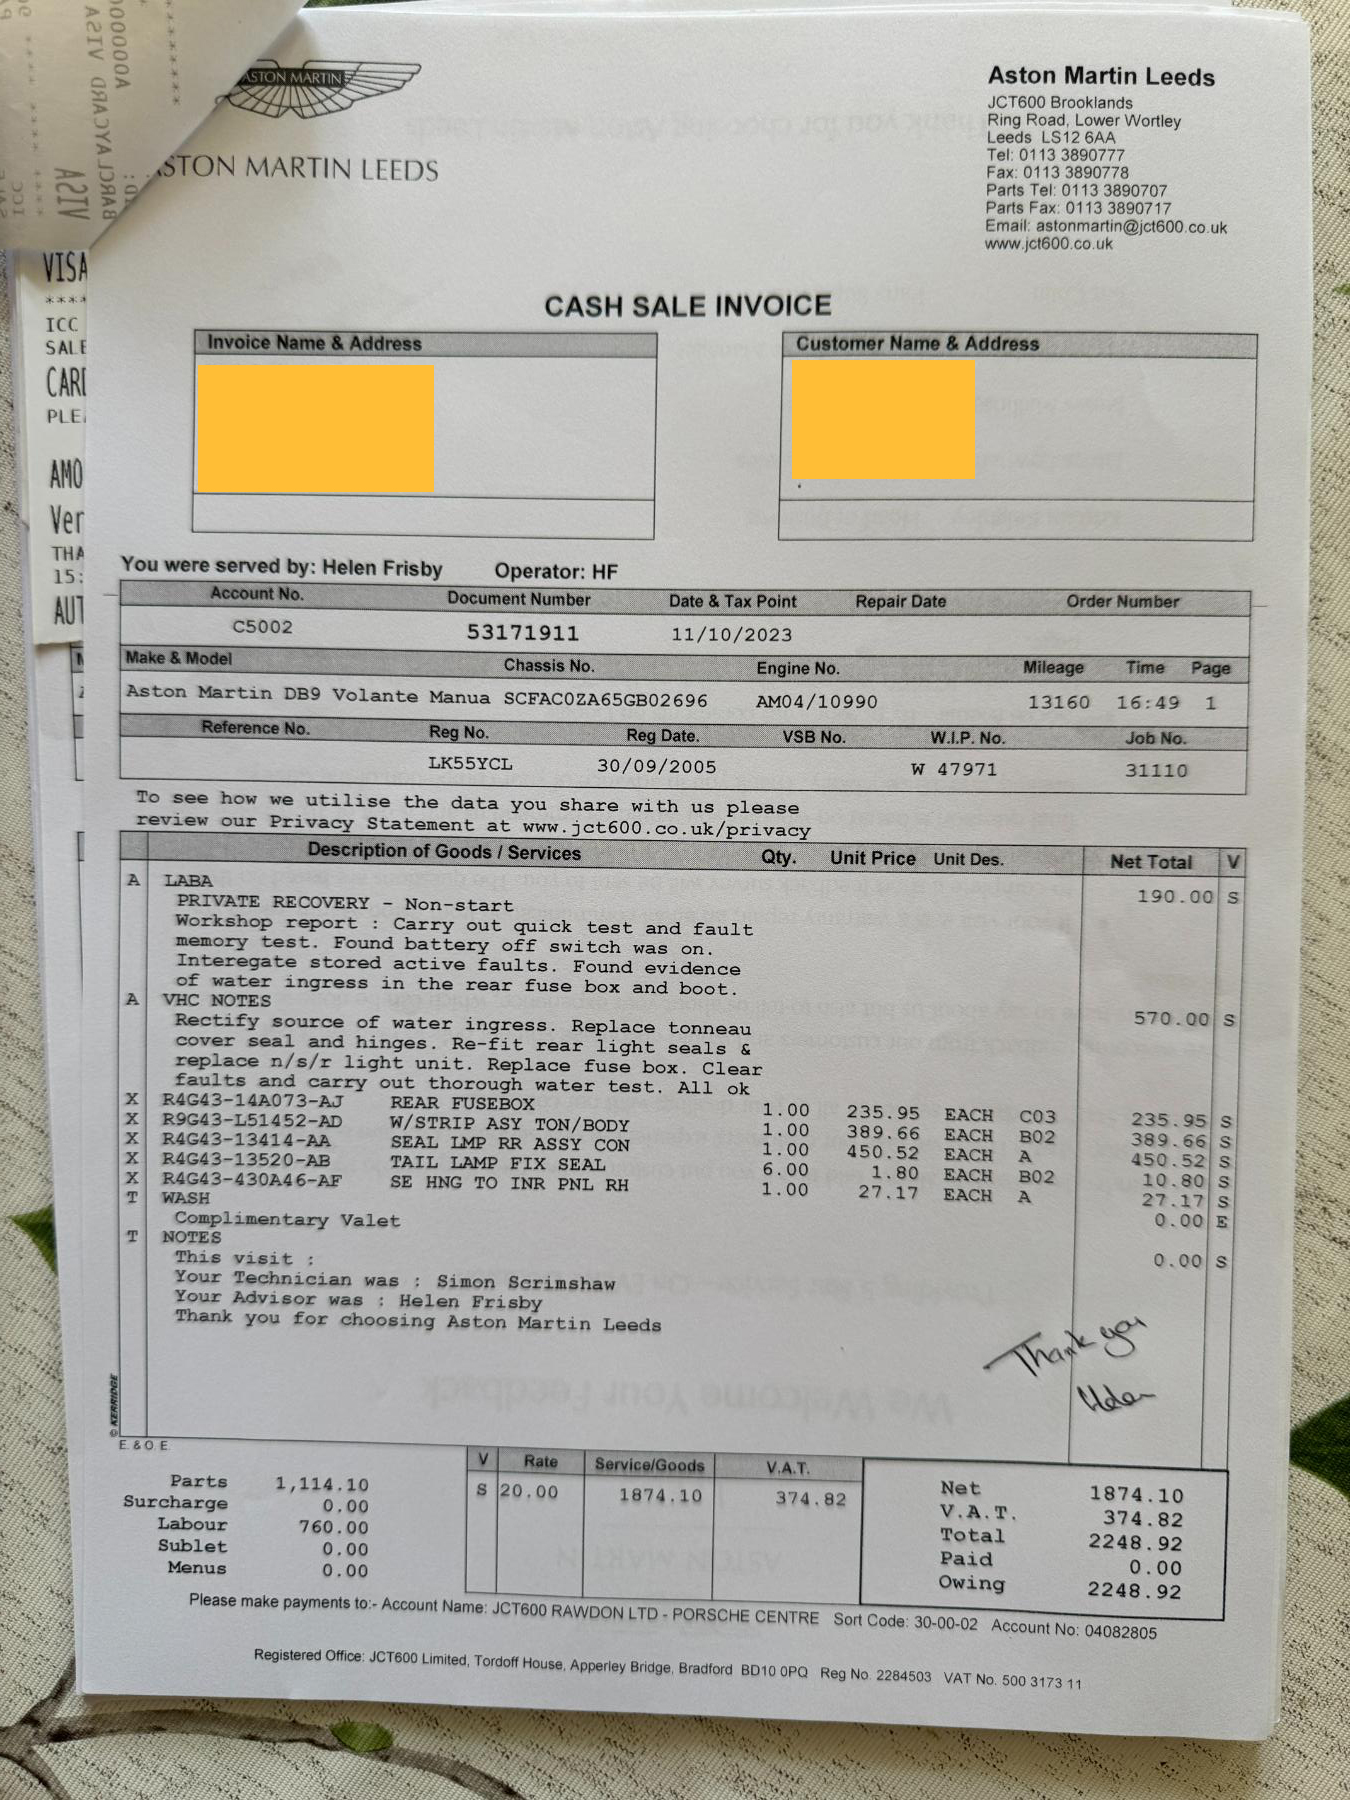 ASTON MARTIN
ASTON MARTIN LEEDS
Aston Martin Leeds
JCT600 Brooklands
Ring Road, Lower Wortley
Leeds LS12 6AA
Tel: 0113 3890777
Fax: 0113 3890778
Parts Tel: 0113 3890707
Parts Fax: 0113 3890717
Email: astonmartin@jct600.co.uk
www.jct600.co.uk
VISA
****
ICC
SALE
AMO
Ver
THA
15:
AUT
CASH SALE INVOICE
Invoice Name & Address
Customer Name & Address
You were served by: Helen Frisby Operator: HF
Account No. Document Number Date & Tax Point Repair Date Order Number
C5002 53171911 11/10/2023
Make & Model Chassis No. Engine No. Mileage Time Page
Aston Martin DB9 Volante Manua SCFAC0ZA65GB02696 AM04/10990 13160 16:49 1
Reference No. Reg No. Reg Date. VSB No. W.I.P. No. Job No.
LK55YCL 30/09/2005 W 47971 31110
To see how we utilise the data you share with us please
review our Privacy Statement at www.jct600.co.uk/privacy
Description of Goods / Services Qty. Unit Price Unit Des. Net Total V
A LABA 190.00 S
PRIVATE RECOVERY - Non-start
Workshop report : Carry out quick test and fault
memory test. Found battery off switch was on.
Interegate stored active faults. Found evidence
of water ingress in the rear fuse box and boot.
A VHC NOTES 570.00 S
Rectify source of water ingress. Replace tonneau
cover seal and hinges. Re-fit rear light seals &
replace n/s/r light unit. Replace fuse box. Clear
faults and carry out thorough water test. All ok
X R4G43-14A073-AJ REAR FUSEBOX 1.00 235.95 EACH C03 235.95 S
X R9G43-L51452-AD W/STRIP ASY TON/BODY 1.00 389.66 EACH B02 389.66 S
X R4G43-13414-AA SEAL LMP RR ASSY CON 1.00 450.52 EACH A 450.52 S
X R4G43-13520-AB TAIL LAMP FIX SEAL 6.00 1.80 EACH B02 10.80 S
X R4G43-430A46-AF SE HNG TO INR PNL RH 1.00 27.17 EACH A 27.17 S
T WASH 0.00 E
Complimentary Valet
T NOTES 0.00 S
This visit :
Your Technician was : Simon Scrimshaw
Your Advisor was : Helen Frisby
Thank you for choosing Aston Martin Leeds
Thank you
Helen
© KERRIDGE
E. & O. E.
Parts 1,114.10
Surcharge 0.00
Labour 760.00
Sublet 0.00
Menus 0.00
V Rate Service/Goods V.A.T.
S 20.00 1874.10 374.82
Net 1874.10
V.A.T. 374.82
Total 2248.92
Paid 0.00
Owing 2248.92
Please make payments to:- Account Name: JCT600 RAWDON LTD - PORSCHE CENTRE Sort Code: 30-00-02 Account No: 04082805
Registered Office: JCT600 Limited, Tordoff House, Apperley Bridge, Bradford BD10 0PQ Reg No. 2284503 VAT No. 500 3173 11